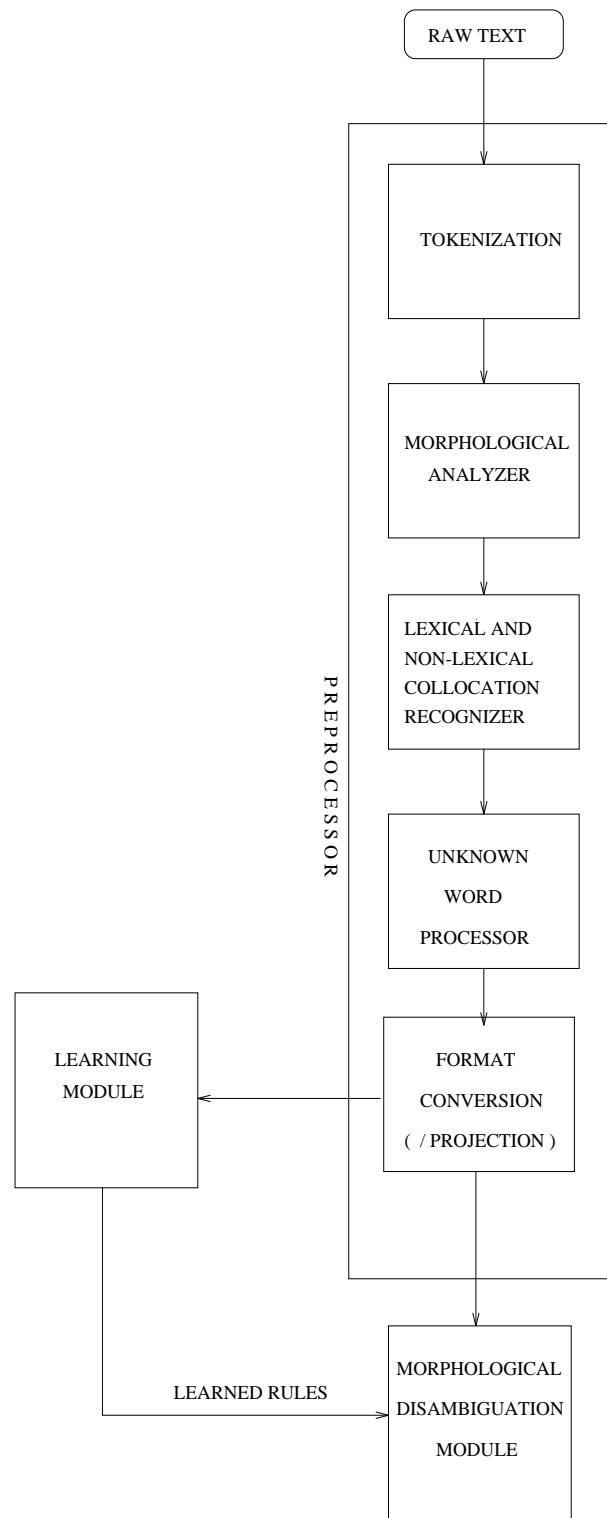 RAW TEXT
TOKENIZATION
MORPHOLOGICAL
ANALYZER
LEXICAL AND
NON-LEXICAL
COLLOCATION
RECOGNIZER
PREPROCESSOR
UNKNOWN
WORD
PROCESSOR
LEARNING
MODULE
FORMAT
CONVERSION
( / PROJECTION )
LEARNED RULES
MORPHOLOGICAL
DISAMBIGUATION
MODULE